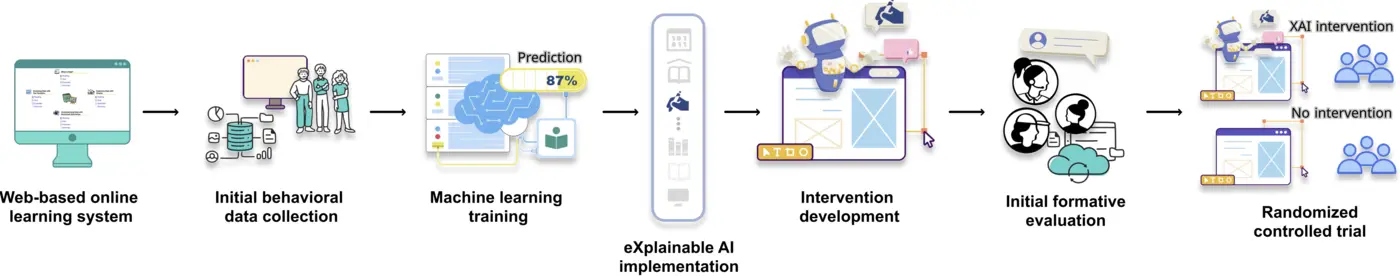 Web-based online
learning system
Initial behavioral
data collection
Prediction
87%
Machine learning
training
eXplainable AI
implementation
Intervention
development
Initial formative
evaluation
XAI intervention
No intervention
Randomized
controlled trial